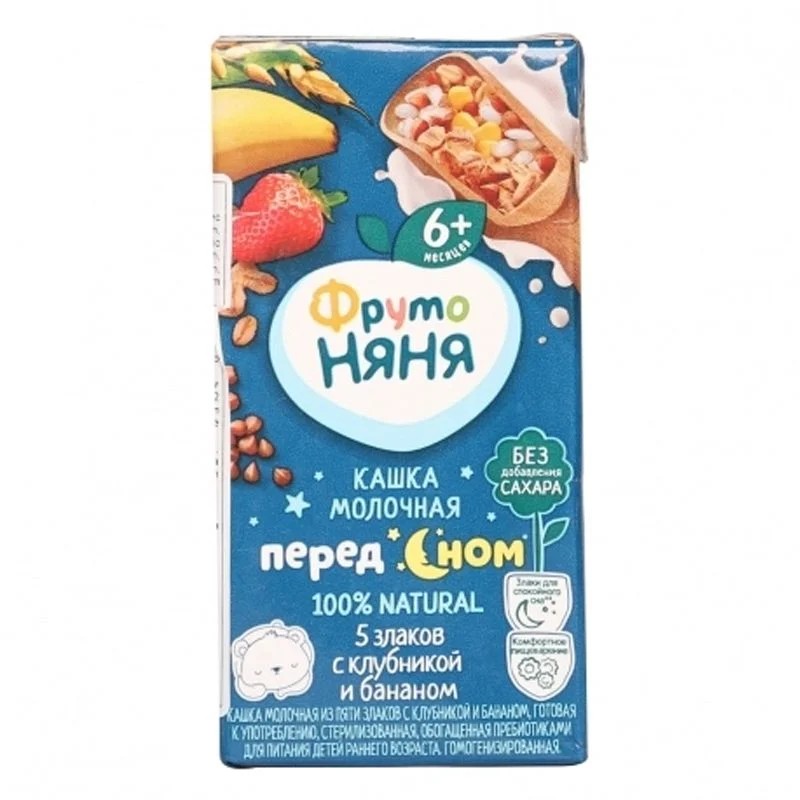 6+
месяцев
Фруто
НЯНЯ
БЕЗ
добавления
САХАРА
КАШКА
МОЛОЧНАЯ
перед сном
100% NATURAL
5 злаков
с клубникой
и бананом
Злаки для
спокойного
сна**
Комфортное
пищеварение
КАШКА МОЛОЧНАЯ ИЗ ПЯТИ ЗЛАКОВ С КЛУБНИКОЙ И БАНАНОМ, ГОТОВАЯ
К УПОТРЕБЛЕНИЮ, СТЕРИЛИЗОВАННАЯ, ОБОГАЩЕННАЯ ПРЕБИОТИКАМИ
ДЛЯ ПИТАНИЯ ДЕТЕЙ РАННЕГО ВОЗРАСТА. ГОМОГЕНИЗИРОВАННАЯ.